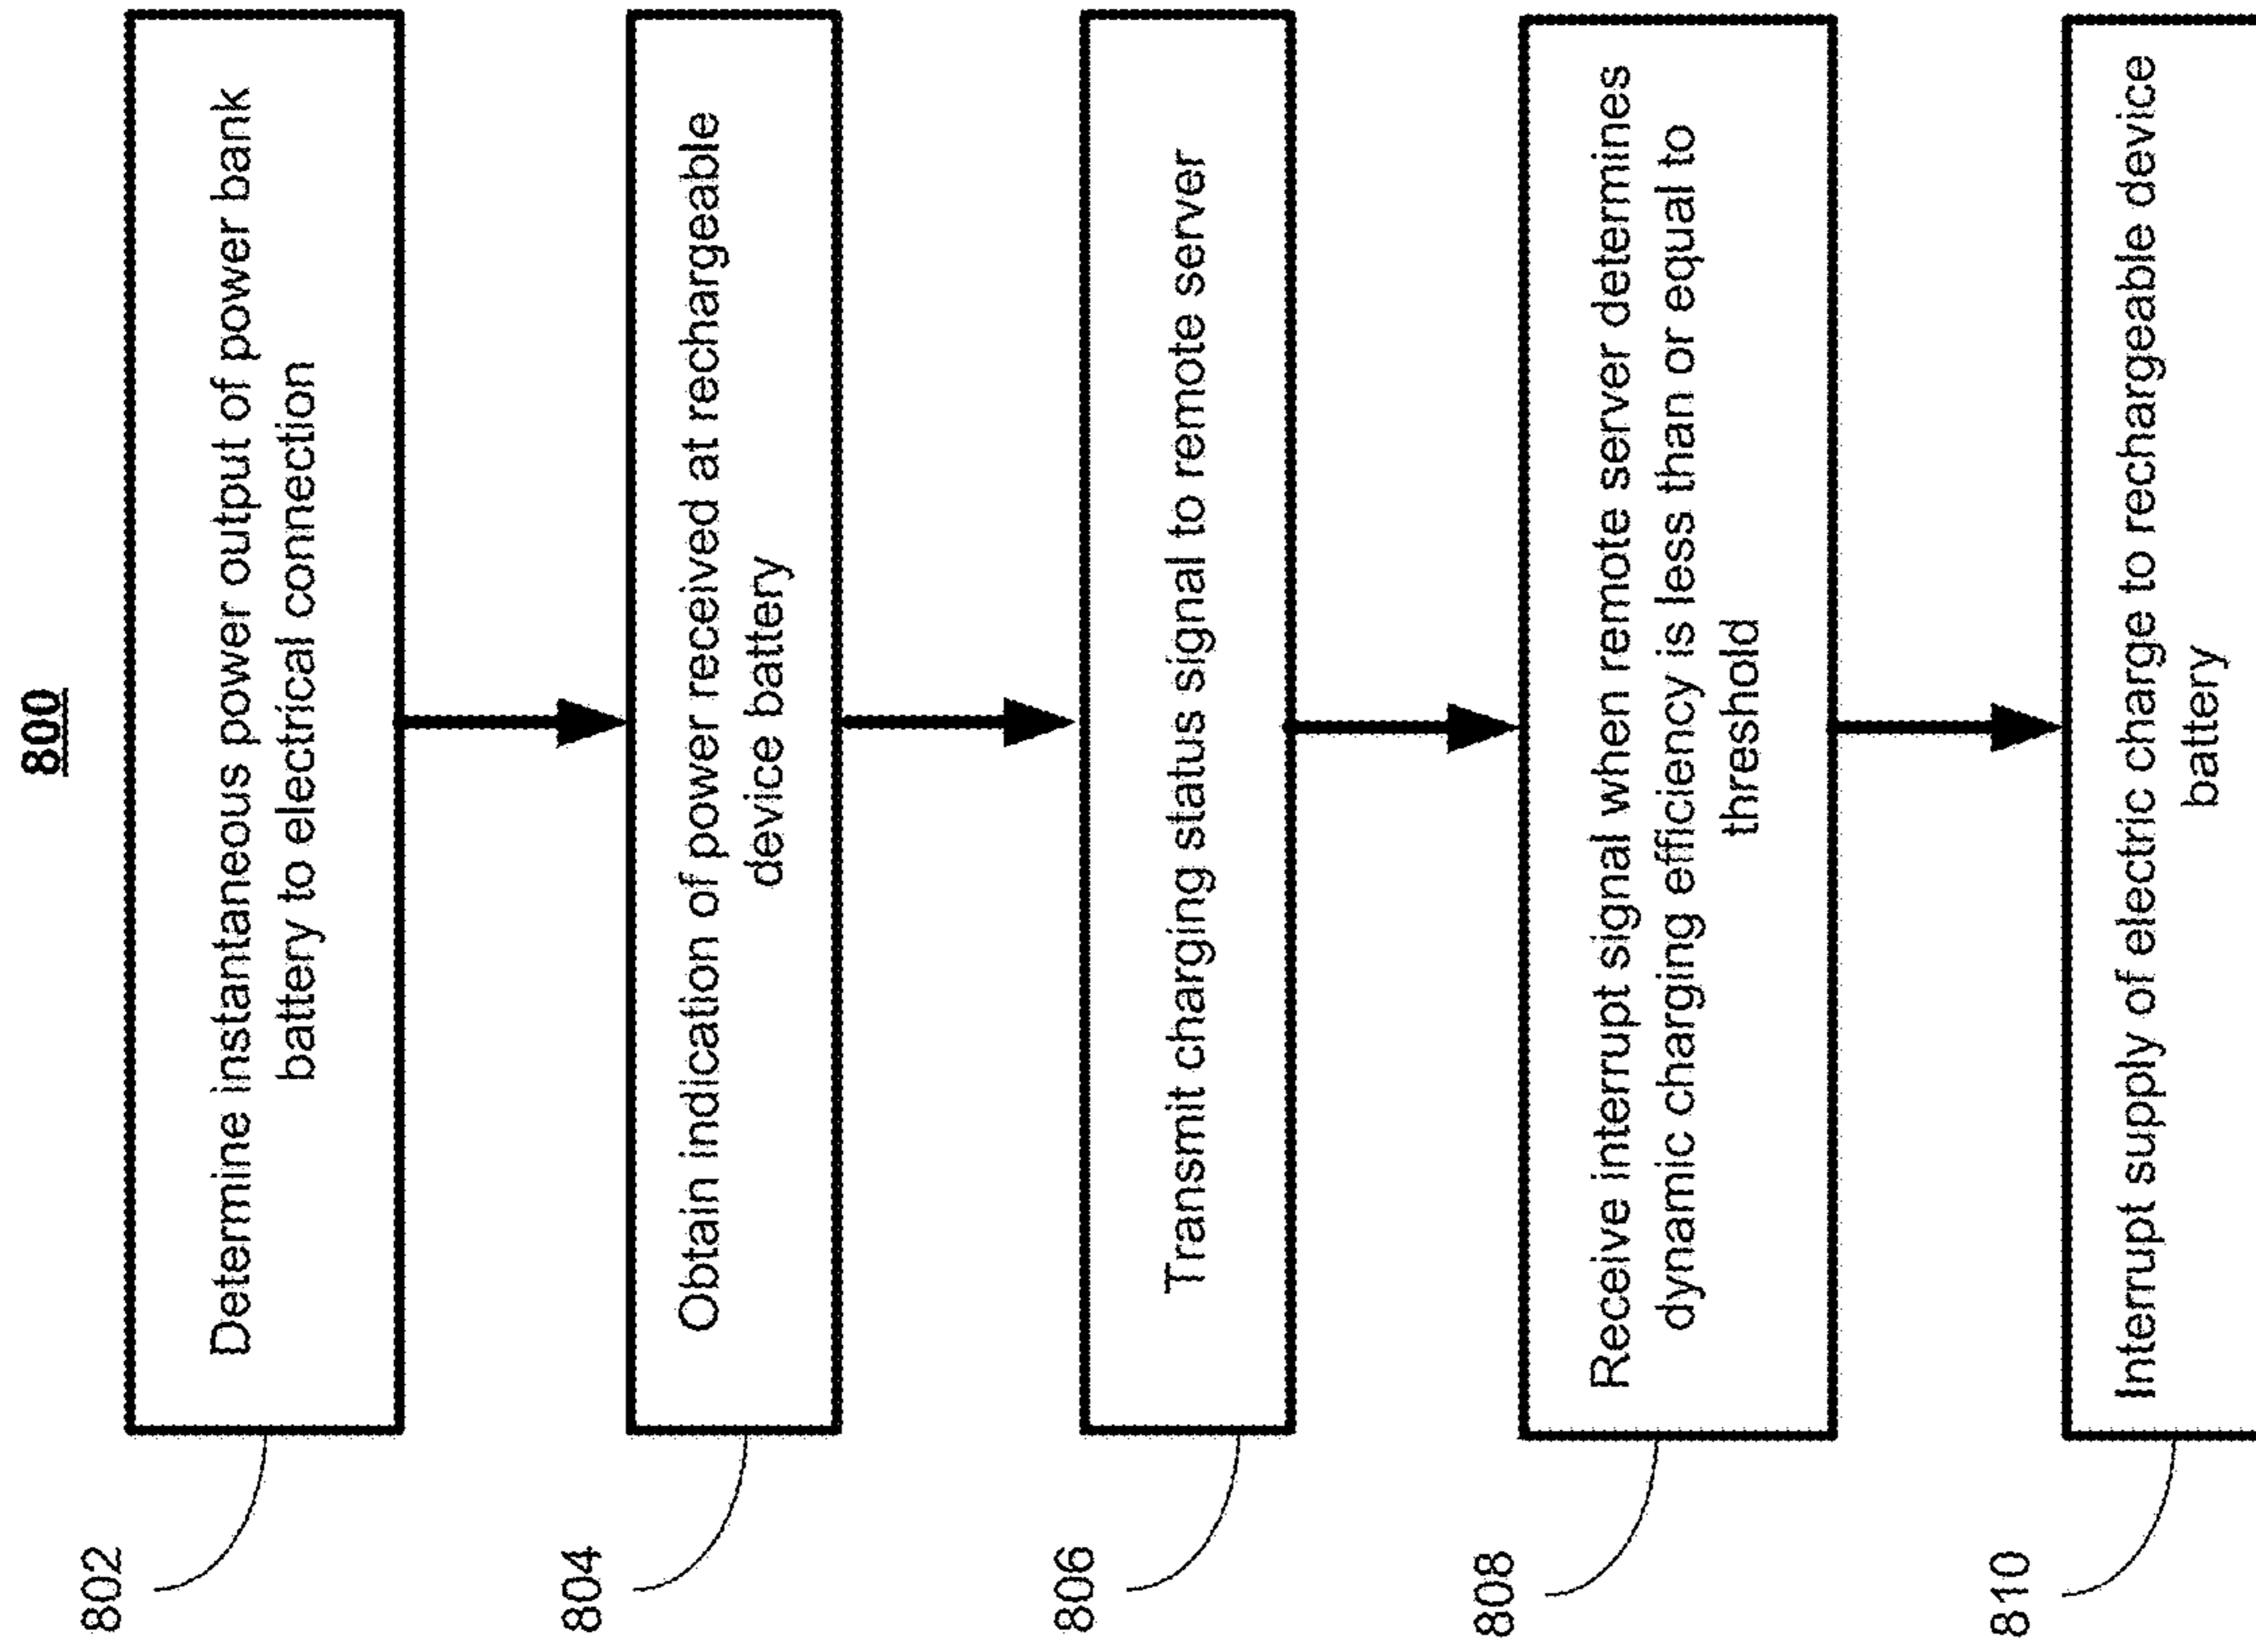 800
802
Determine instantaneous power output of power bank
battery to electrical connection
804
Obtain indication of power received at rechargeable
device battery
806
Transmit charging status signal to remote server
808
Receive interrupt signal when remote server determines
dynamic charging efficiency is less than or equal to
threshold
810
Interrupt supply of electric charge to rechargeable device
battery